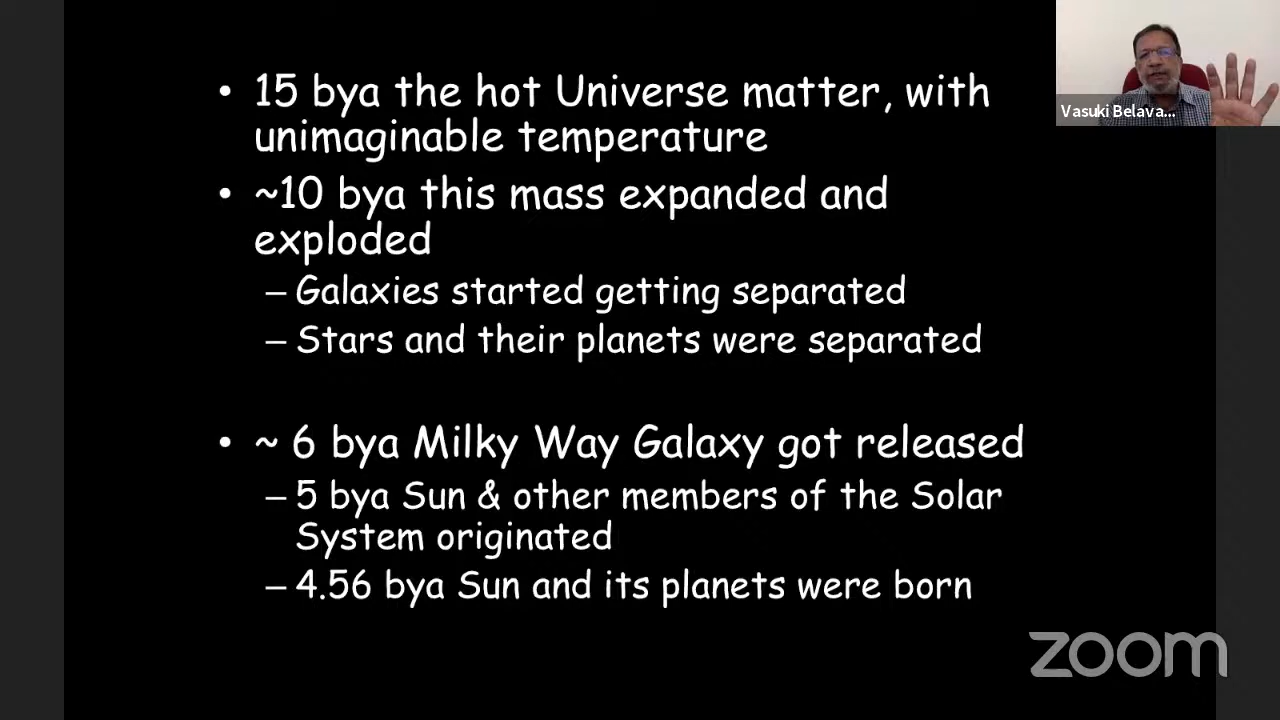 • 15 bya the hot Universe matter, with
unimaginable temperature
• ~10 bya this mass expanded and
exploded
– Galaxies started getting separated
– Stars and their planets were separated
• ~ 6 bya Milky Way Galaxy got released
– 5 bya Sun & other members of the Solar
System originated
– 4.56 bya Sun and its planets were born
Vasuki Belava...
zoom